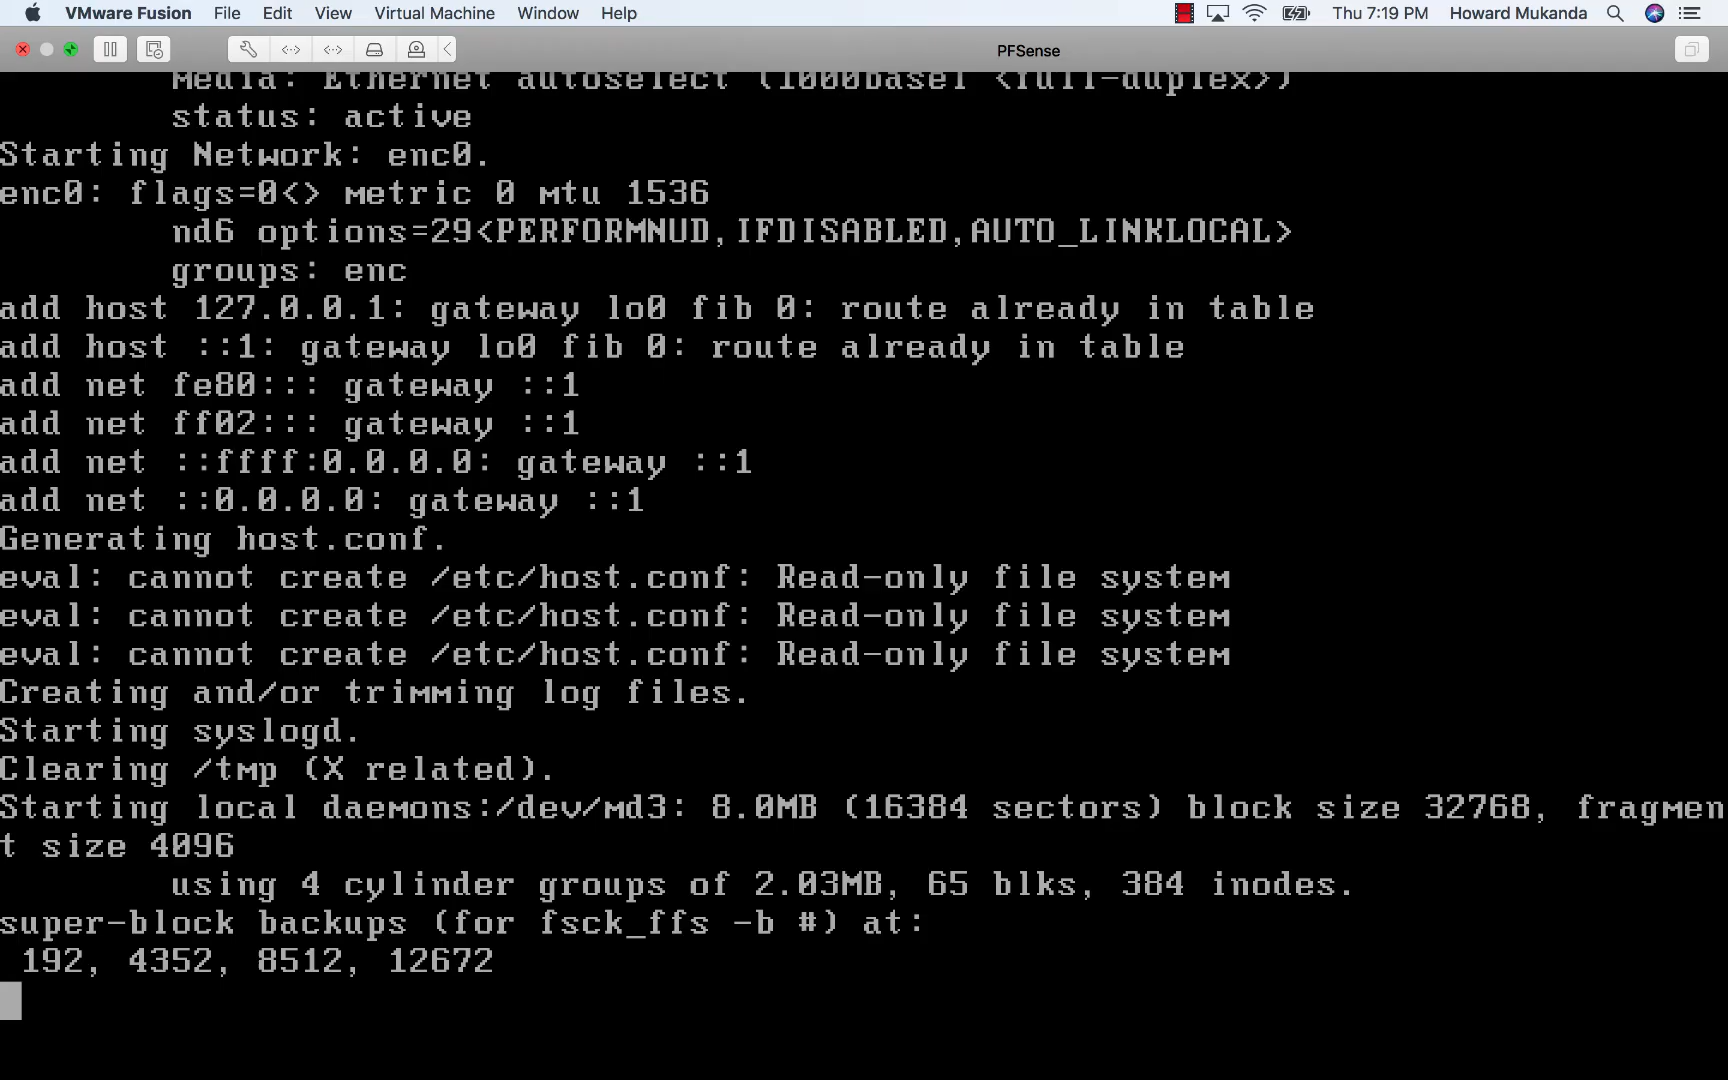 VMware Fusion File Edit View Virtual Machine Window Help Thu 7:19 PM Howard Mukanda
PFSense
Media: Ethernet autoselect (1000baseT <full-duplex>)
status: active
Starting Network: enc0.
enc0: flags=0<> metric 0 mtu 1536
nd6 options=29<PERFORMNUD,IFDISABLED,AUTO_LINKLOCAL>
groups: enc
add host 127.0.0.1: gateway lo0 fib 0: route already in table
add host ::1: gateway lo0 fib 0: route already in table
add net fe80::: gateway ::1
add net ff02::: gateway ::1
add net ::ffff:0.0.0.0: gateway ::1
add net ::0.0.0.0: gateway ::1
Generating host.conf.
eval: cannot create /etc/host.conf: Read-only file system
eval: cannot create /etc/host.conf: Read-only file system
eval: cannot create /etc/host.conf: Read-only file system
Creating and/or trimming log files.
Starting syslogd.
Clearing /tmp (X related).
Starting local daemons:/dev/md3: 8.0MB (16384 sectors) block size 32768, fragmen
t size 4096
using 4 cylinder groups of 2.03MB, 65 blks, 384 inodes.
super-block backups (for fsck_ffs -b #) at:
192, 4352, 8512, 12672